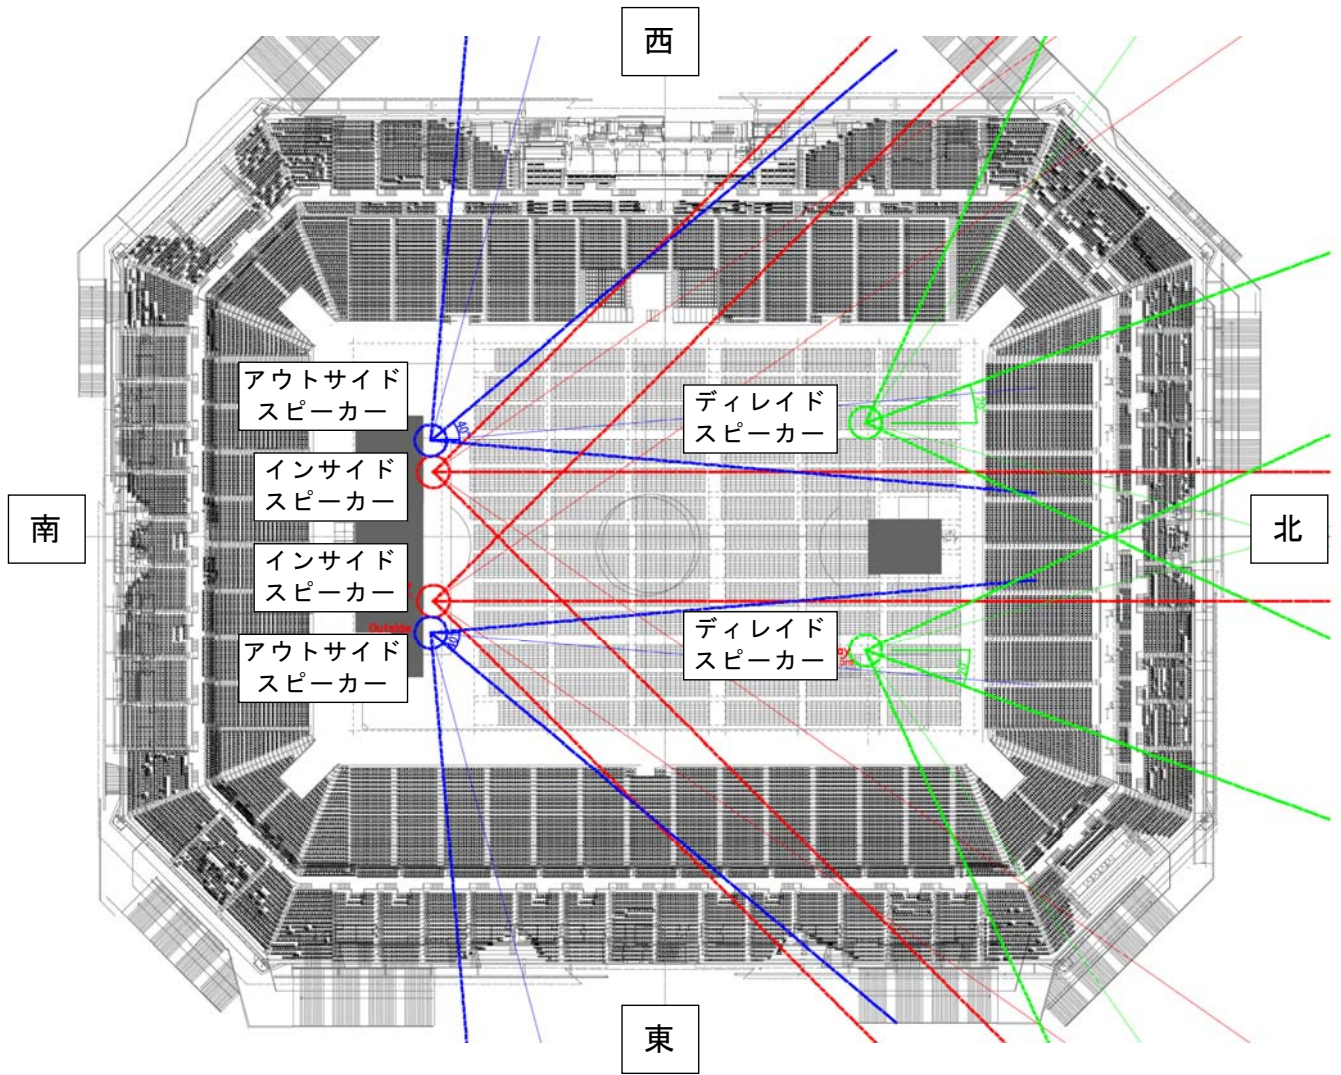 西
アウトサイド
スピーカー
40°
ディレイド
スピーカー
インサイド
スピーカー
南
北
インサイド
スピーカー
Outside
アウトサイド
スピーカー
ディレイド
スピーカー
東